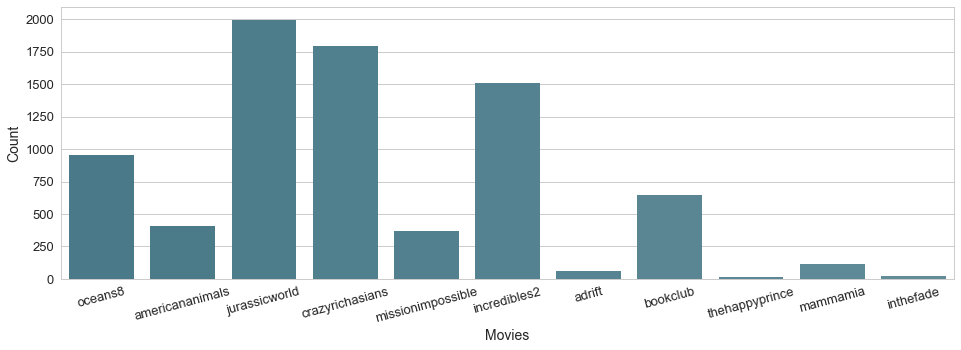 2000
1750
1500
1250
1000
750
500
250
0
Count
oceans8
americananimals
jurassicworld
crazyrichasians
missionimpossible
incredibles2
adrift
bookclub
thehappyprince
mammamia
inthefade
Movies